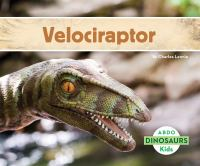 Velociraptor
by Charles Lennie
ABDO
DINOSAURS
Kids